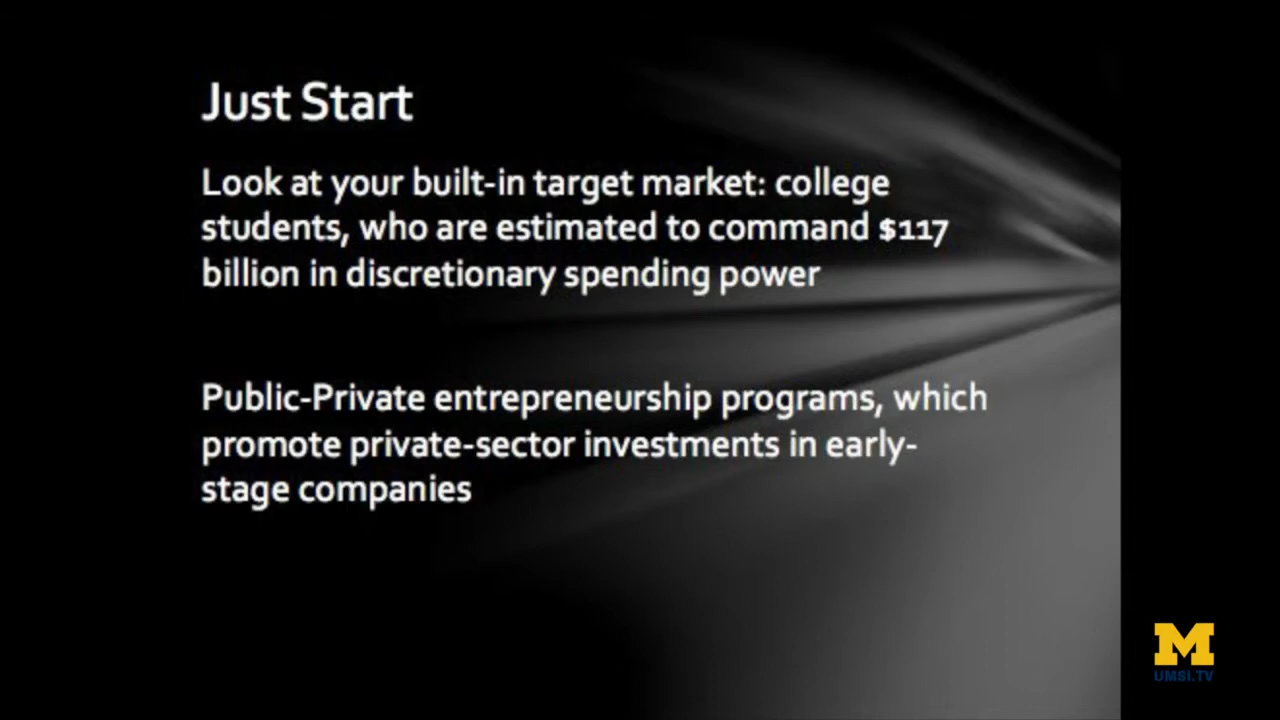 Just Start
Look at your built-in target market: college
students, who are estimated to command $117
billion in discretionary spending power
Public-Private entrepreneurship programs, which
promote private-sector investments in early-
stage companies
M
UMSI.TV